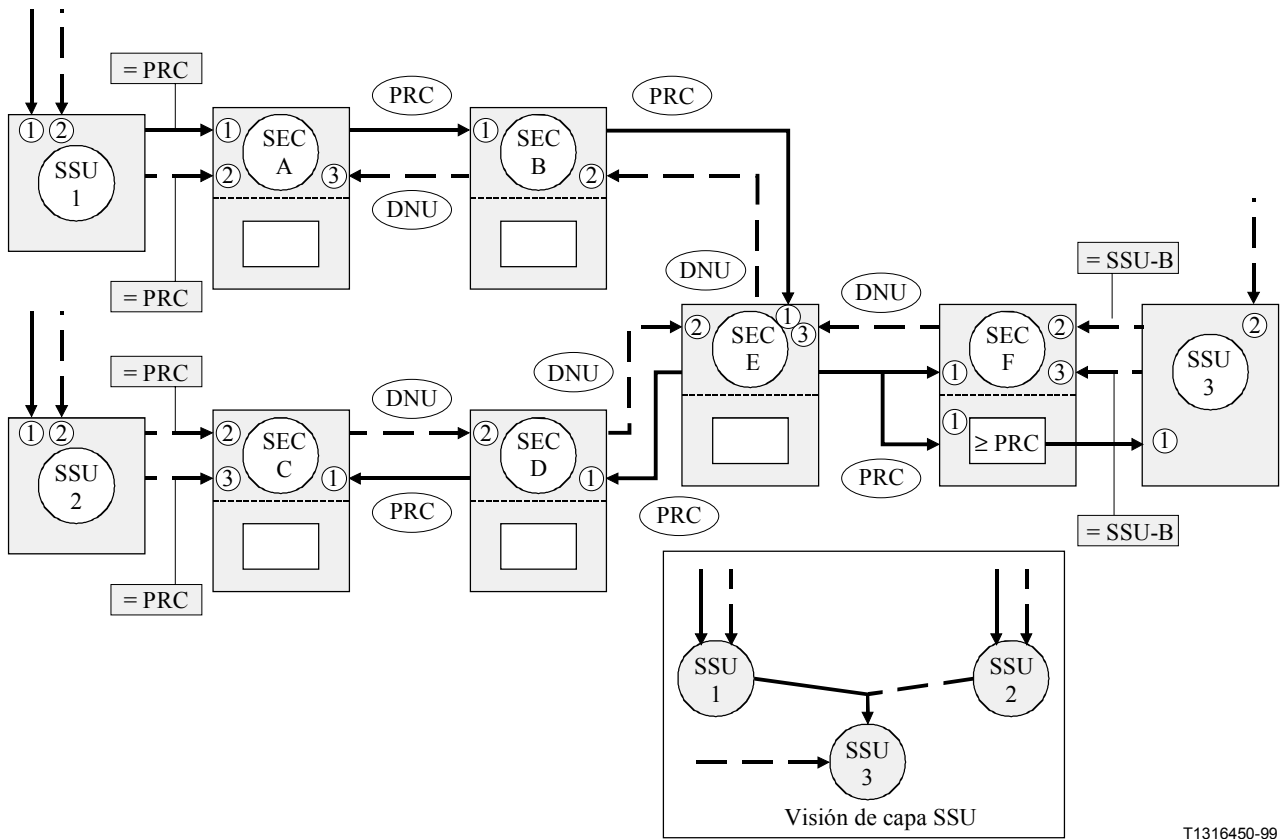 = PRC
PRC
PRC
1
2
SSU
1
1
2
SEC
A
3
1
SEC
B
2
DNU
= PRC
DNU
DNU
= SSU-B
= PRC
DNU
DNU
2
SEC
E
1
3
SEC
F
2
1
3
2
SSU
3
1
2
SSU
2
2
3
SEC
C
1
2
SEC
D
1
1
≥ PRC
1
PRC
PRC
PRC
= SSU-B
= PRC
SSU
1
SSU
2
SSU
3
Visión de capa SSU
T1316450-99